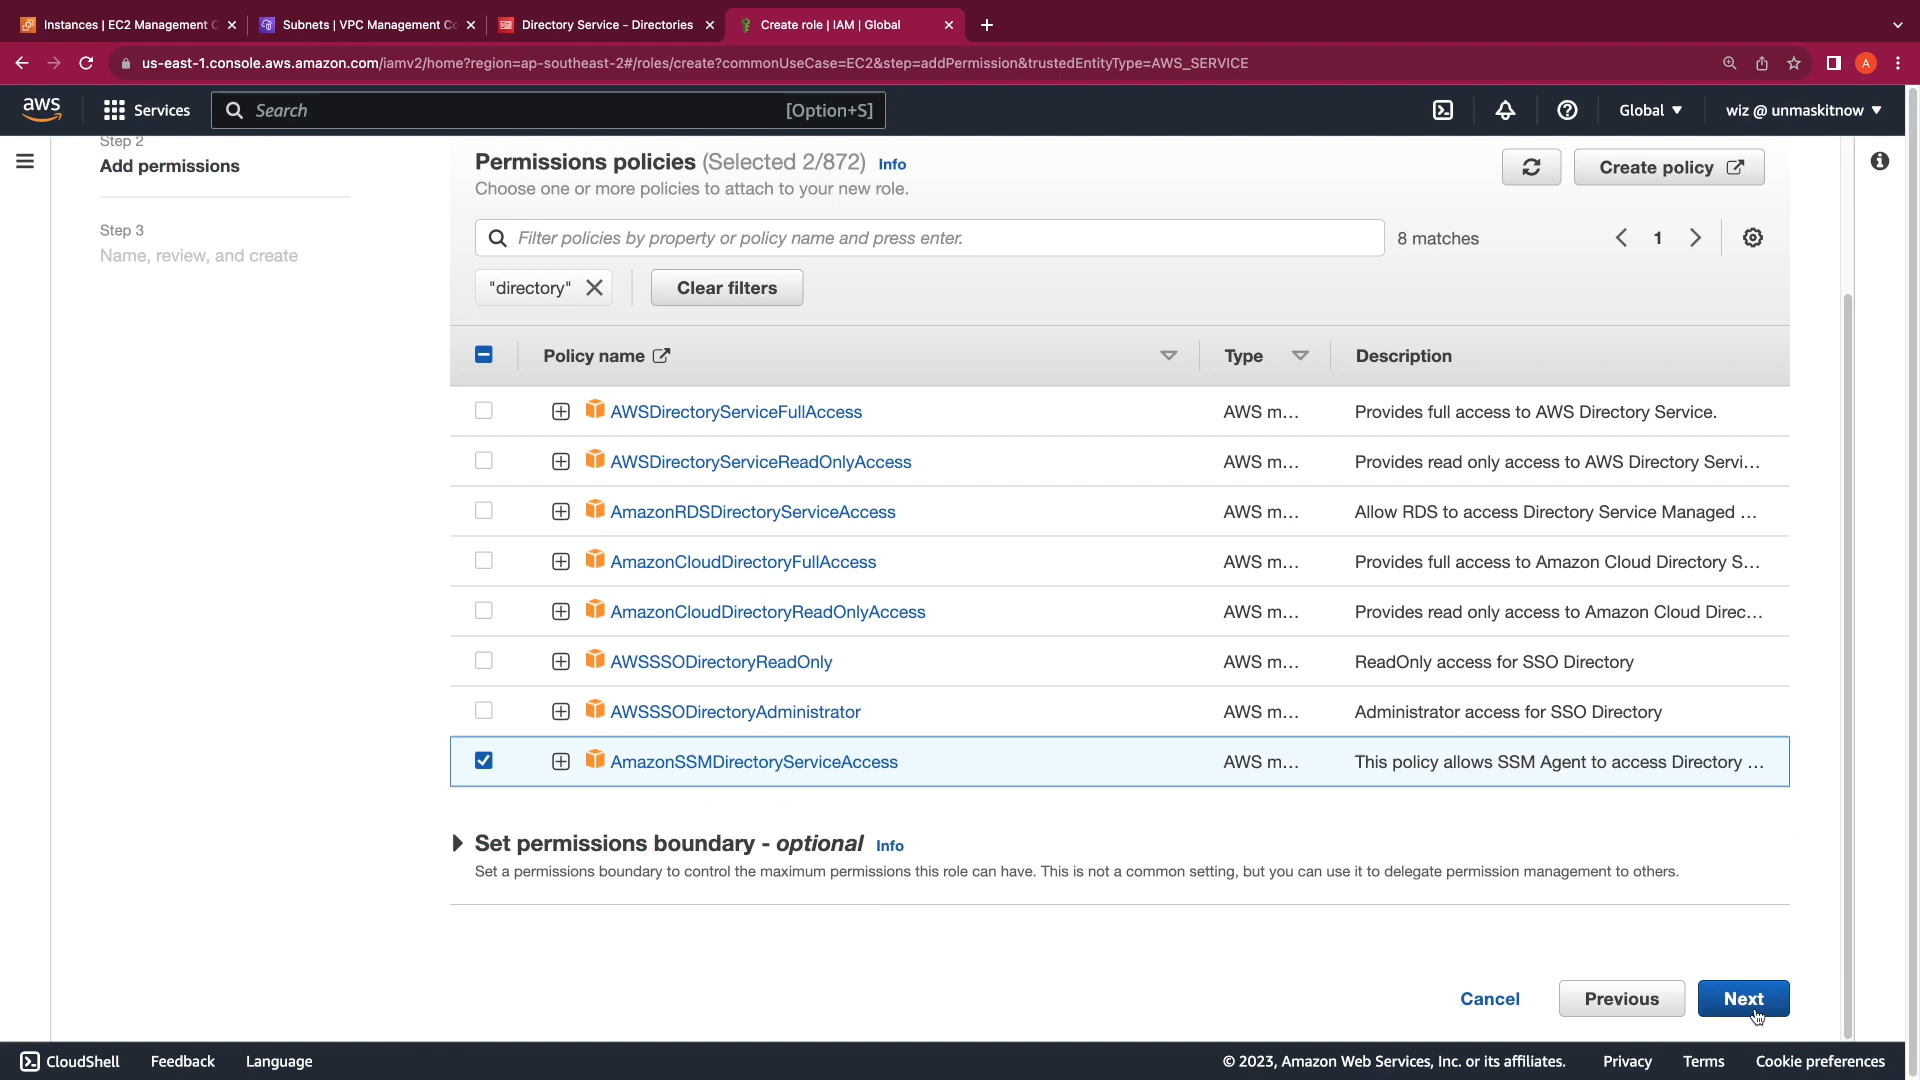 Instances | EC2 Management C
Subnets | VPC Management Co
Directory Service - Directories
Create role | IAM | Global
us-east-1.console.aws.amazon.com/iamv2/home?region=ap-southeast-2#/roles/create?commonUseCase=EC2&step=addPermission&trustedEntityType=AWS_SERVICE
A
aws
Services
Search
[Option+S]
Global
wiz @ unmaskitnow
Step 2
Add permissions
Step 3
Name, review, and create
Permissions policies (Selected 2/872) Info
Choose one or more policies to attach to your new role.
Create policy
Filter policies by property or policy name and press enter.
8 matches
1
"directory"
Clear filters
Policy name
Type
Description
AWSDirectoryServiceFullAccess AWS m... Provides full access to AWS Directory Service.
AWSDirectoryServiceReadOnlyAccess AWS m... Provides read only access to AWS Directory Servi...
AmazonRDSDirectoryServiceAccess AWS m... Allow RDS to access Directory Service Managed ...
AmazonCloudDirectoryFullAccess AWS m... Provides full access to Amazon Cloud Directory S...
AmazonCloudDirectoryReadOnlyAccess AWS m... Provides read only access to Amazon Cloud Direc...
AWSSSODirectoryReadOnly AWS m... ReadOnly access for SSO Directory
AWSSSODirectoryAdministrator AWS m... Administrator access for SSO Directory
AmazonSSMDirectoryServiceAccess AWS m... This policy allows SSM Agent to access Directory ...
Set permissions boundary - optional Info
Set a permissions boundary to control the maximum permissions this role can have. This is not a common setting, but you can use it to delegate permission management to others.
Cancel
Previous
Next
CloudShell
Feedback
Language
© 2023, Amazon Web Services, Inc. or its affiliates.
Privacy
Terms
Cookie preferences